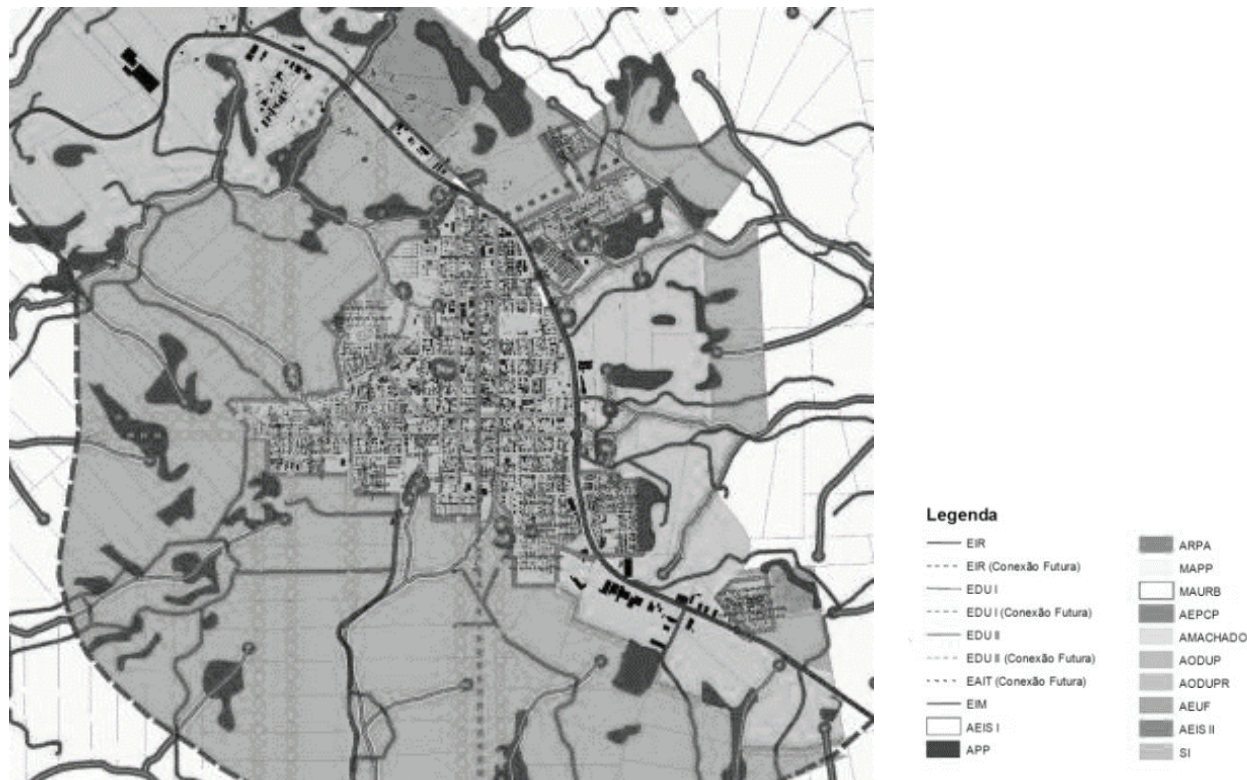 Legenda
EIR
EIR (Conexão Futura)
EDU I
EDU I (Conexão Futura)
EDU II
EDU II (Conexão Futura)
EAIT (Conexão Futura)
EIM
AEIS I
APP
ARPA
MAPP
MAURB
AEPCP
AMACHADO
AODUP
AODUPR
AEUF
AEIS II
SI